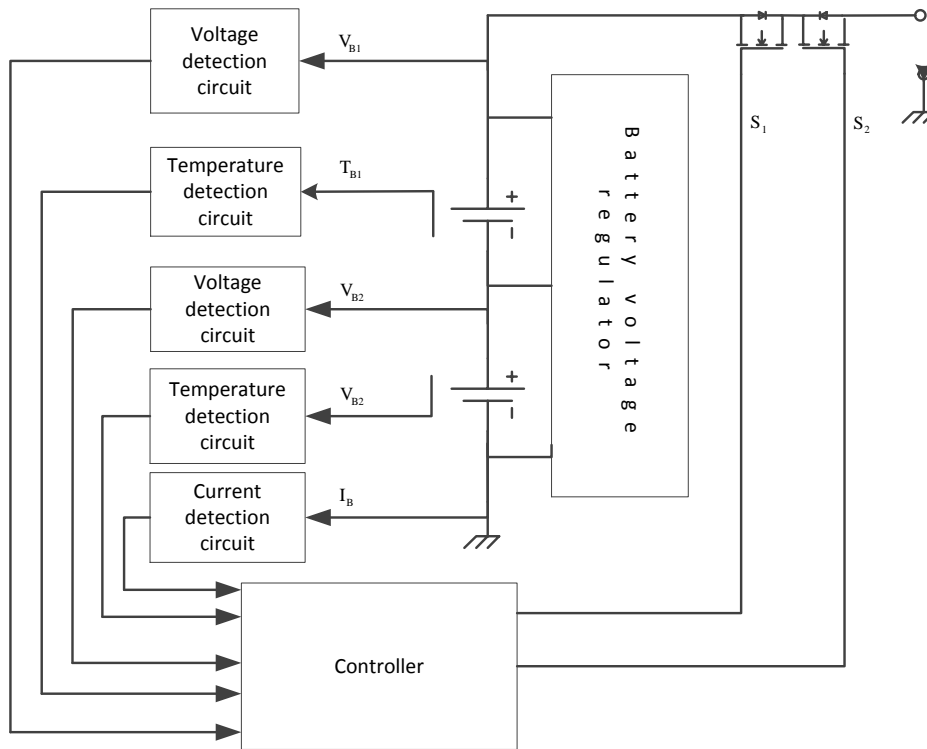 Voltage
detection
circuit
V_B1
Temperature
detection
circuit
T_B1
Voltage
detection
circuit
V_B2
Temperature
detection
circuit
V_B2
Current
detection
circuit
I_B
+
-
+
-
Battery voltage
regulator
S_1
S_2
Controller